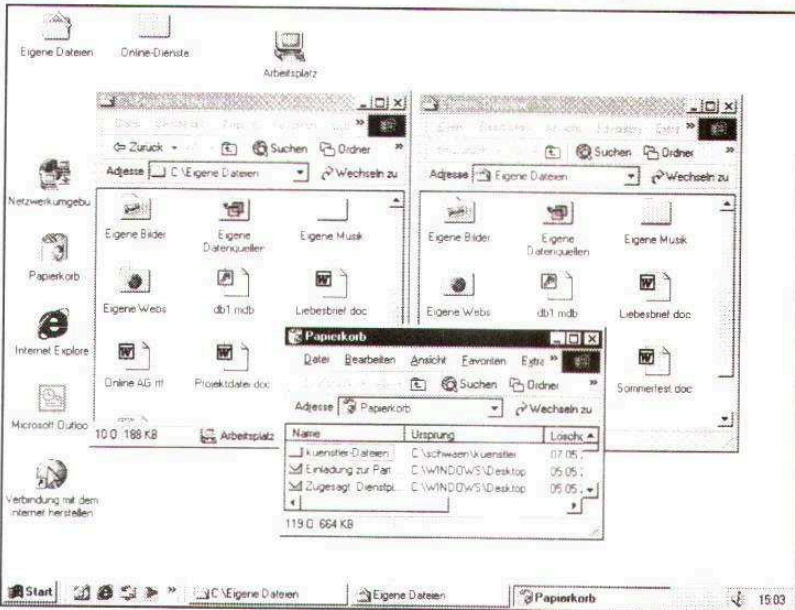 Eigene Dateien
Online-Dienste
Arbeitsplatz
Netzwerkumgebu
Papierkorb
Internet Explore
Microsoft Outloo
Verbindung mit dem
Internet herstellen
Zurück
Suchen
Ordner
Adresse C:\Eigene Dateien
Wechseln zu
Eigene Bilder
Eigene
Datenquellen
Eigene Musik
Eigene Webs
db1.mdb
Liebesbrief.doc
Online AG.rtf
Projektdatei.doc
188 KB
Arbeitsplatz
Suchen
Ordner
Adresse Eigene Dateien
Wechseln zu
Eigene Bilder
Eigene
Datenquellen
Eigene Musik
Eigene Webs
db1.mdb
Liebesbrief.doc
Sommerfest.doc
Papierkorb
Datei Bearbeiten Ansicht Favoriten Extra »
Suchen
Ordner
Adresse Papierkorb
Wechseln zu
Name Ursprung Löschc
kuenstler-Dateien C:\schwaen\kuenstler 07.05.
Einladung zur Part C:\WINDOWS\Desktop 05.05.
Zugesagt Dienstpl... C:\WINDOWS\Desktop 05.05.
664 KB
Start
C:\Eigene Dateien
Eigene Dateien
Papierkorb
15:03